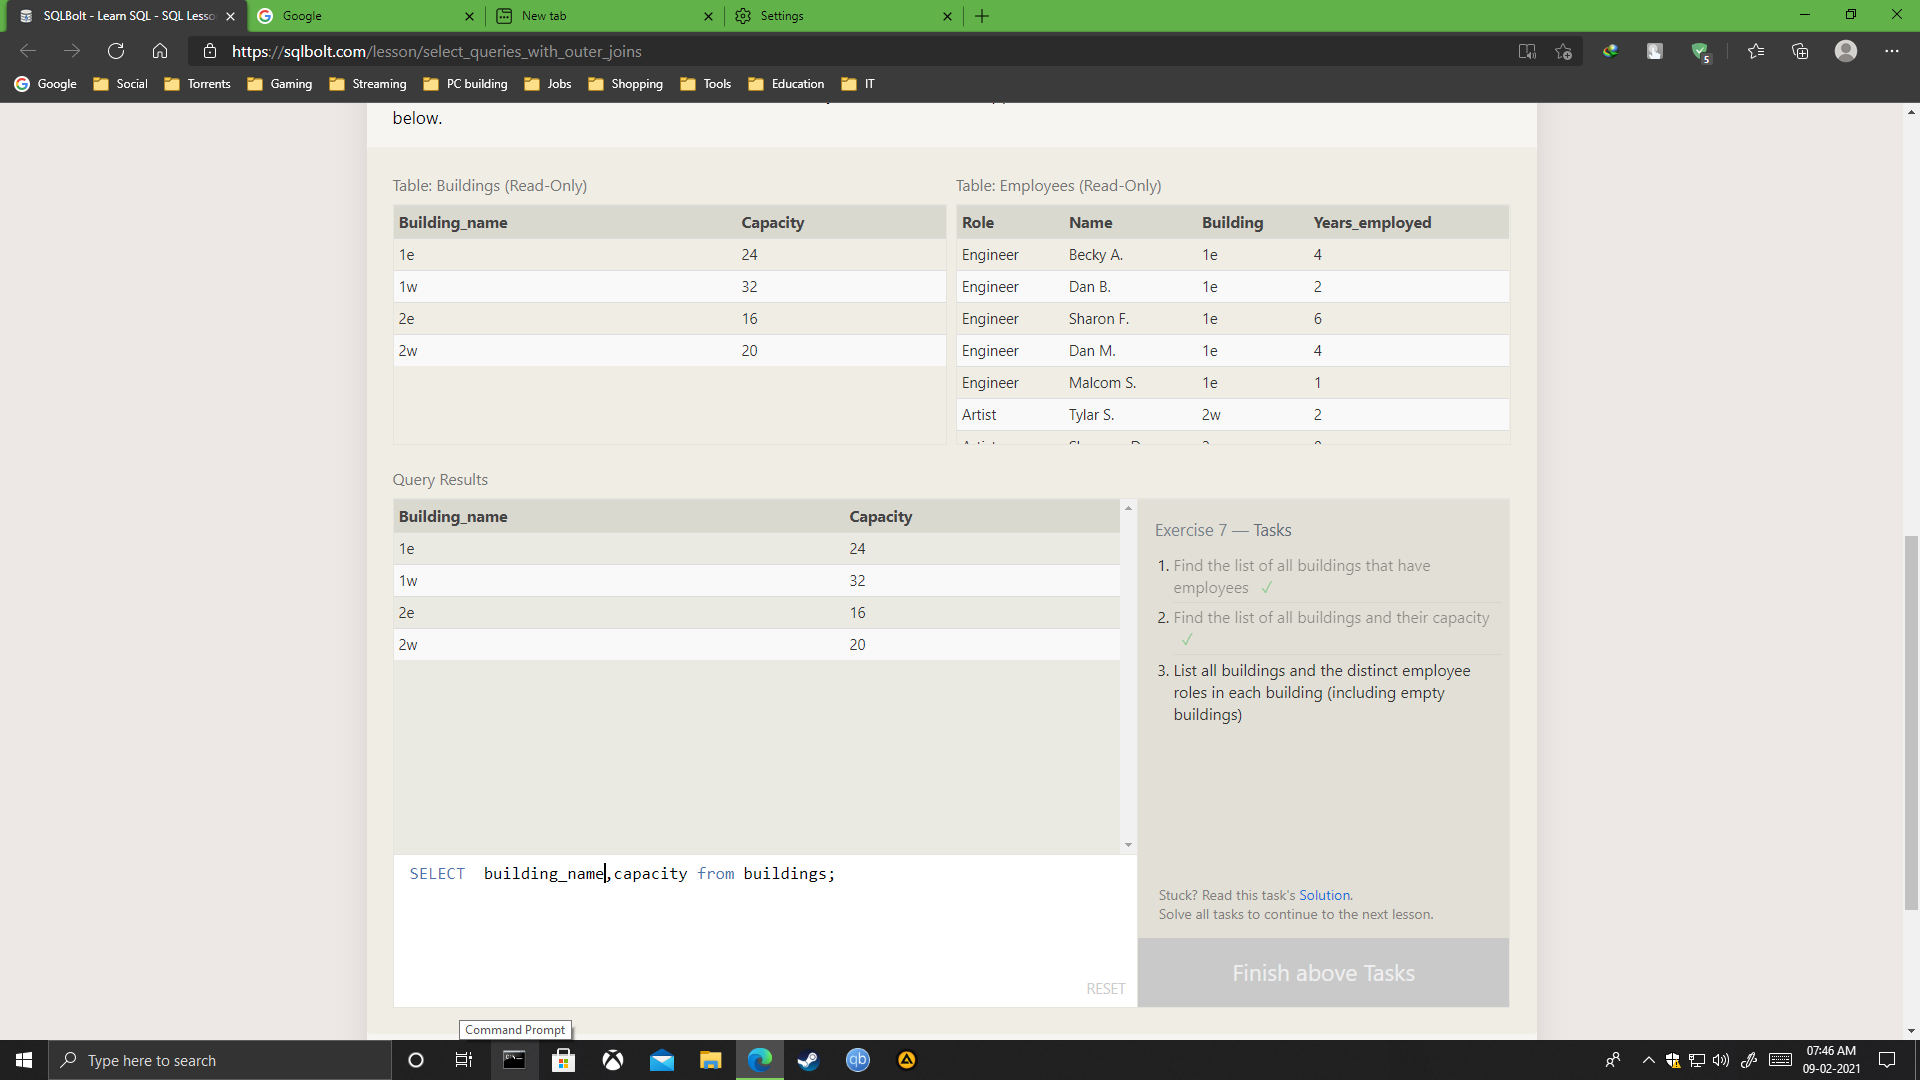 SQLBolt - Learn SQL - SQL Lesso
Google
New tab
Settings
https://sqlbolt.com/lesson/select_queries_with_outer_joins
5
Google Social Torrents Gaming Streaming PC building Jobs Shopping Tools Education IT
below.
Table: Buildings (Read-Only)
Building_name Capacity
1e 24
1w 32
2e 16
2w 20
Table: Employees (Read-Only)
Role Name Building Years_employed
Engineer Becky A. 1e 4
Engineer Dan B. 1e 2
Engineer Sharon F. 1e 6
Engineer Dan M. 1e 4
Engineer Malcom S. 1e 1
Artist Tylar S. 2w 2
Query Results
Building_name Capacity
1e 24
1w 32
2e 16
2w 20
Exercise 7 — Tasks
1. Find the list of all buildings that have
employees ✓
2. Find the list of all buildings and their capacity
✓
3. List all buildings and the distinct employee
roles in each building (including empty
buildings)
SELECT building_name,capacity from buildings;
RESET
Stuck? Read this task's Solution.
Solve all tasks to continue to the next lesson.
Finish above Tasks
Command Prompt
Type here to search
qb
07:46 AM
09-02-2021